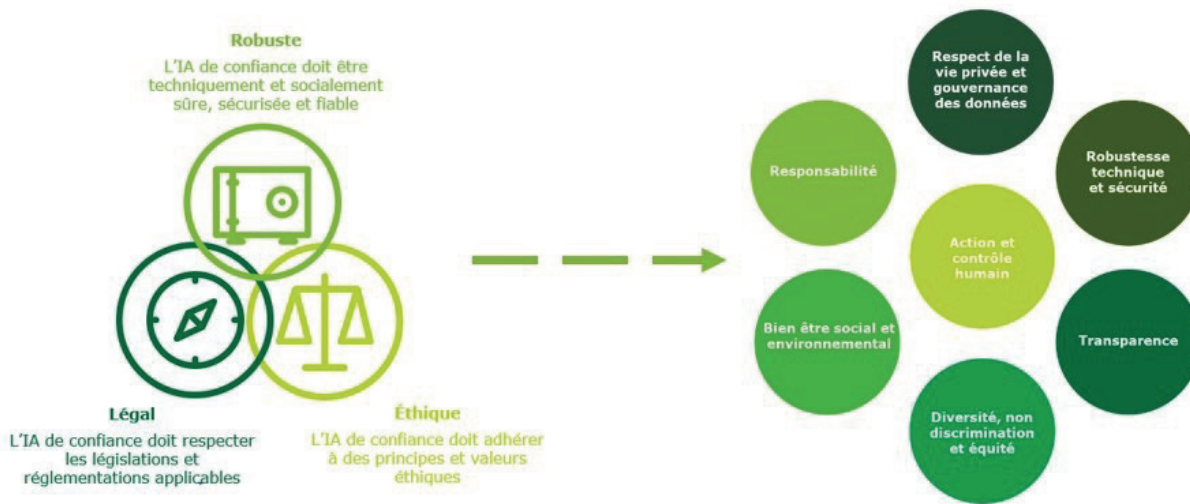 Robuste
L'IA de confiance doit être
techniquement et socialement
sûre, sécurisée et fiable
Légal
L'IA de confiance doit respecter
les législations et
réglementations applicables
Éthique
L'IA de confiance doit adhérer
à des principes et valeurs
éthiques
Respect de la
vie privée et
gouvernance
des données
Responsabilité
Robustesse
technique
et sécurité
Action et
contrôle
humain
Bien être social et
environnemental
Transparence
Diversité, non
discrimination
et équité